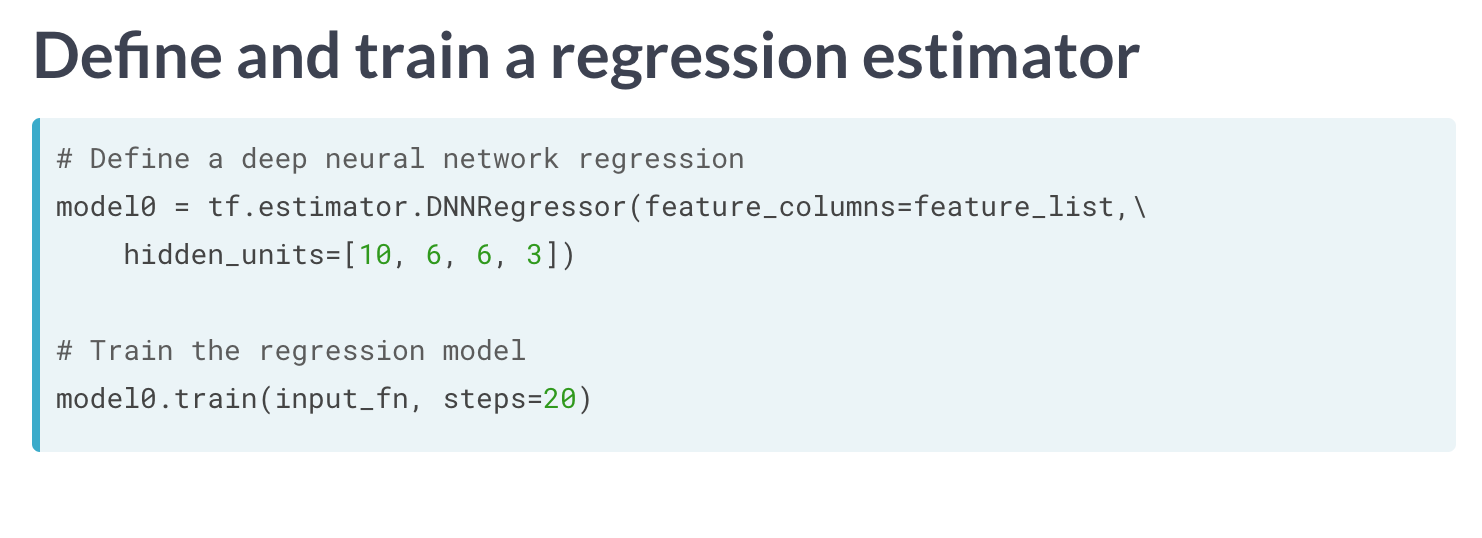 Define and train a regression estimator
# Define a deep neural network regression
model0 = tf.estimator.DNNRegressor(feature_columns=feature_list,\
    hidden_units=[10, 6, 6, 3])
# Train the regression model
model0.train(input_fn, steps=20)